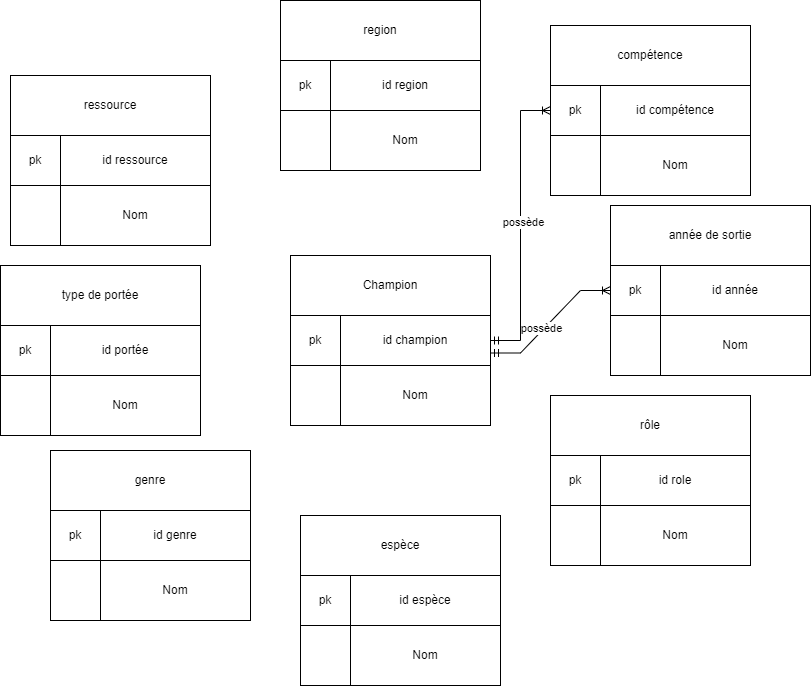 region
pk
id region
Nom
compétence
pk
id compétence
Nom
ressource
pk
id ressource
Nom
possède
année de sortie
pk
id année
Nom
type de portée
pk
id portée
Nom
Champion
pk
id champion
Nom
possède
rôle
pk
id role
Nom
genre
pk
id genre
Nom
espèce
pk
id espèce
Nom